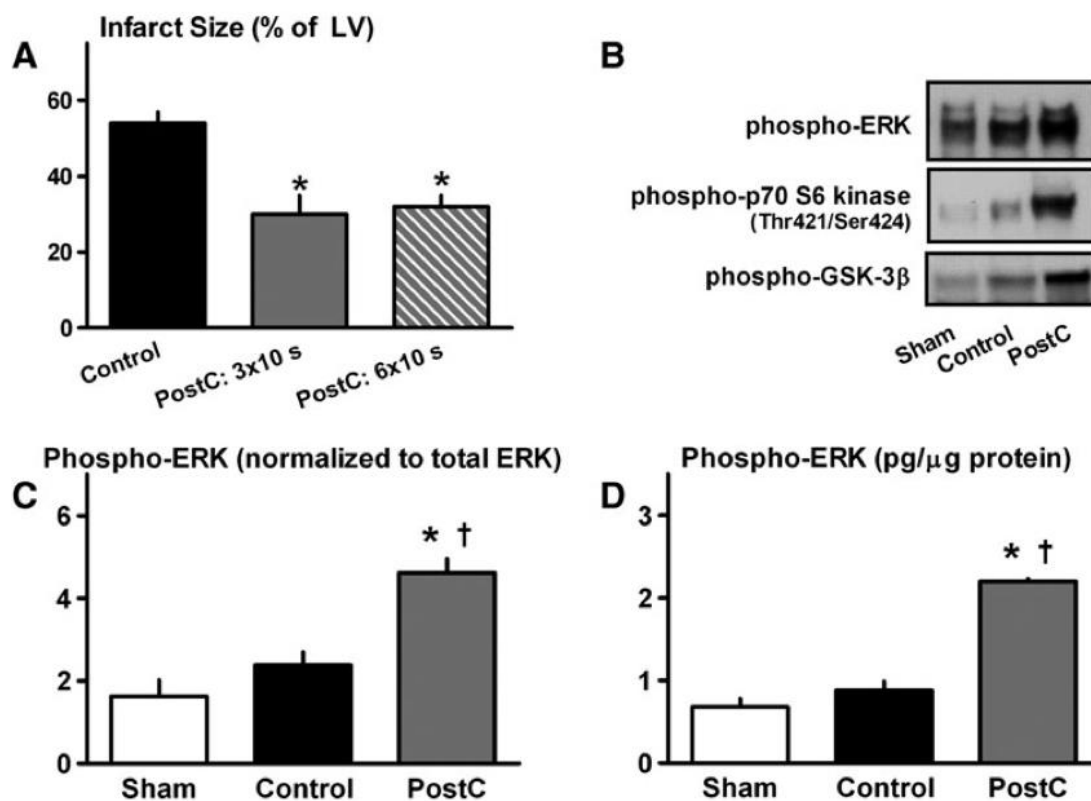 A
Infarct Size (% of LV)
60
40
20
0
*
*
Control
PostC: 3x10 s
PostC: 6x10 s
B
phospho-ERK
phospho-p70 S6 kinase
(Thr421/Ser424)
phospho-GSK-3β
Sham
Control
PostC
C
Phospho-ERK (normalized to total ERK)
6
4
2
0
* †
Sham
Control
PostC
D
Phospho-ERK (pg/μg protein)
3
2
1
0
* †
Sham
Control
PostC